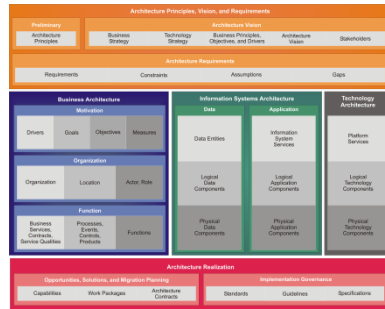 Architecture Principles, Vision, and Requirements
Preliminary
Architecture Vision
Architecture
Principles
Business
Strategy
Technology
Strategy
Business Principles,
Objectives, and Drivers
Architecture
Vision
Stakeholders
Architecture Requirements
Requirements
Constraints
Assumptions
Gaps
Business Architecture
Motivation
Drivers
Goals
Objectives
Measures
Organization
Organization
Location
Actor, Role
Function
Business
Services,
Contracts,
Service Qualities
Processes,
Events,
Controls,
Products
Functions
Information Systems Architecture
Data
Application
Data Entities
Information
System
Services
Logical
Data
Components
Logical
Application
Components
Physical
Data
Components
Physical
Application
Components
Technology
Architecture
Platform
Services
Logical
Technology
Components
Physical
Technology
Components
Architecture Realization
Opportunities, Solutions, and Migration Planning
Implementation Governance
Capabilities
Work Packages
Architecture
Contracts
Standards
Guidelines
Specifications